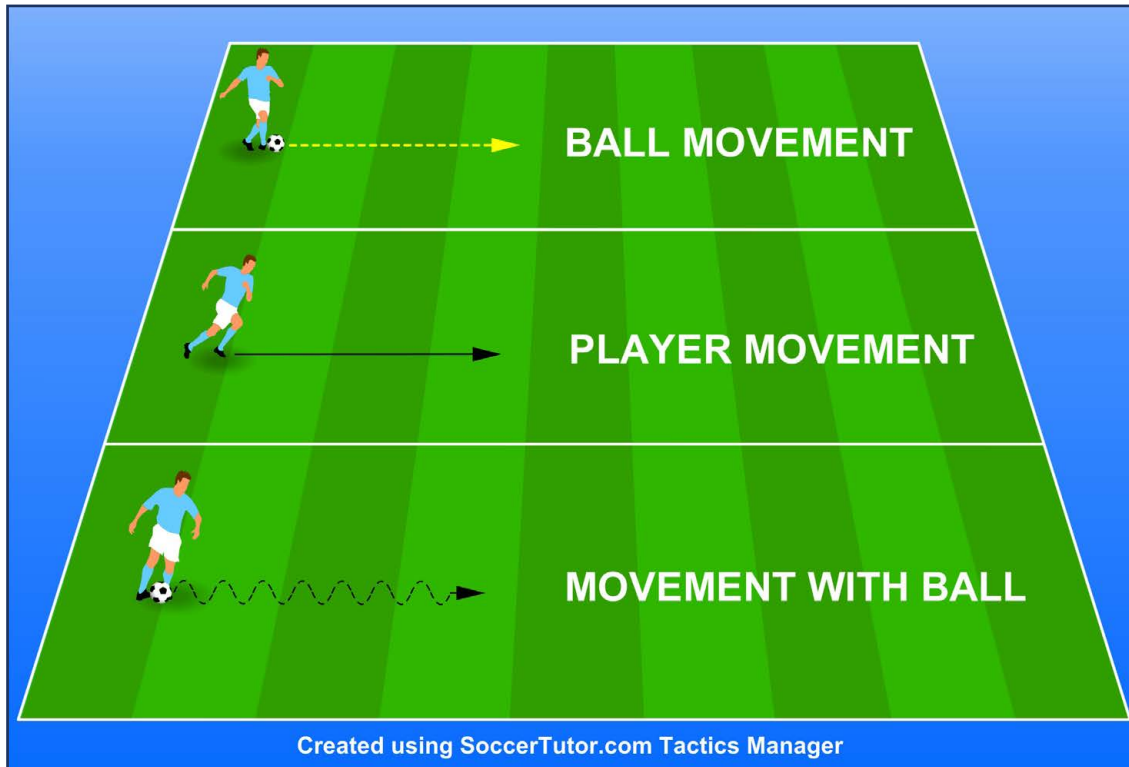 BALL MOVEMENT
PLAYER MOVEMENT
MOVEMENT WITH BALL
Created using SoccerTutor.com Tactics Manager